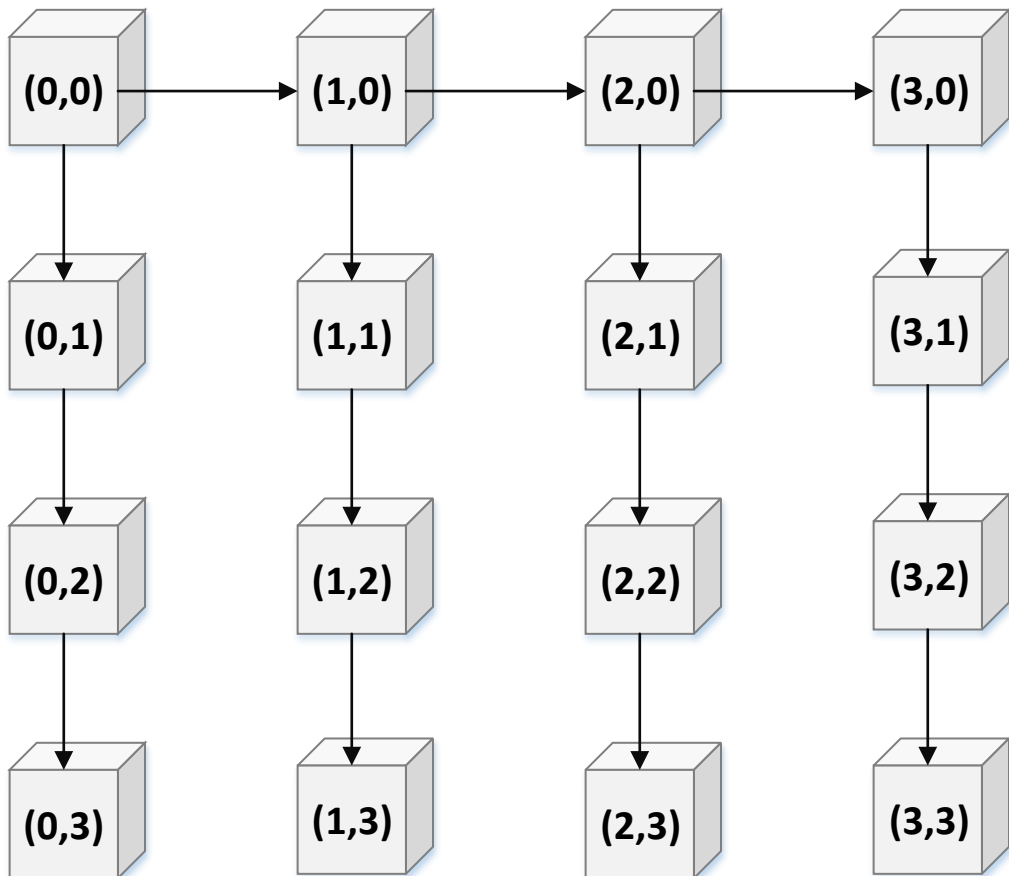 (0,0) (1,0) (2,0) (3,0)
(0,1) (1,1) (2,1) (3,1)
(0,2) (1,2) (2,2) (3,2)
(0,3) (1,3) (2,3) (3,3)